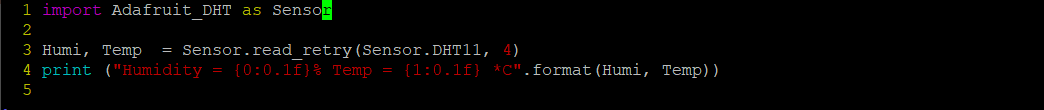 1 import Adafruit_DHT as Sensor
2
3 Humi, Temp  = Sensor.read_retry(Sensor.DHT11, 4)
4 print ("Humidity = {0:0.1f}% Temp = {1:0.1f} *C".format(Humi, Temp))
5